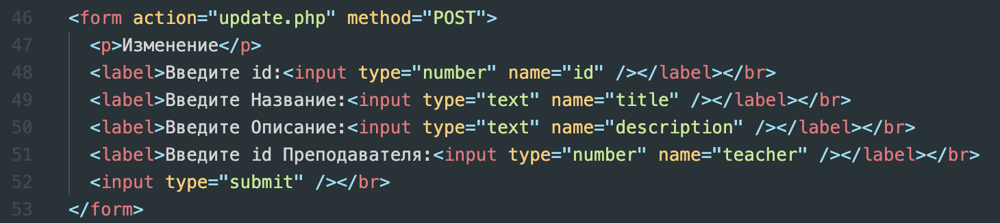 46 <form action="update.php" method="POST">
47 <p>Изменение</p>
48 <label>Введите id:<input type="number" name="id" /></label></br>
49 <label>Введите Название:<input type="text" name="title" /></label></br>
50 <label>Введите Описание:<input type="text" name="description" /></label></br>
51 <label>Введите id Преподавателя:<input type="number" name="teacher" /></label></br>
52 <input type="submit" /></br>
53 </form>